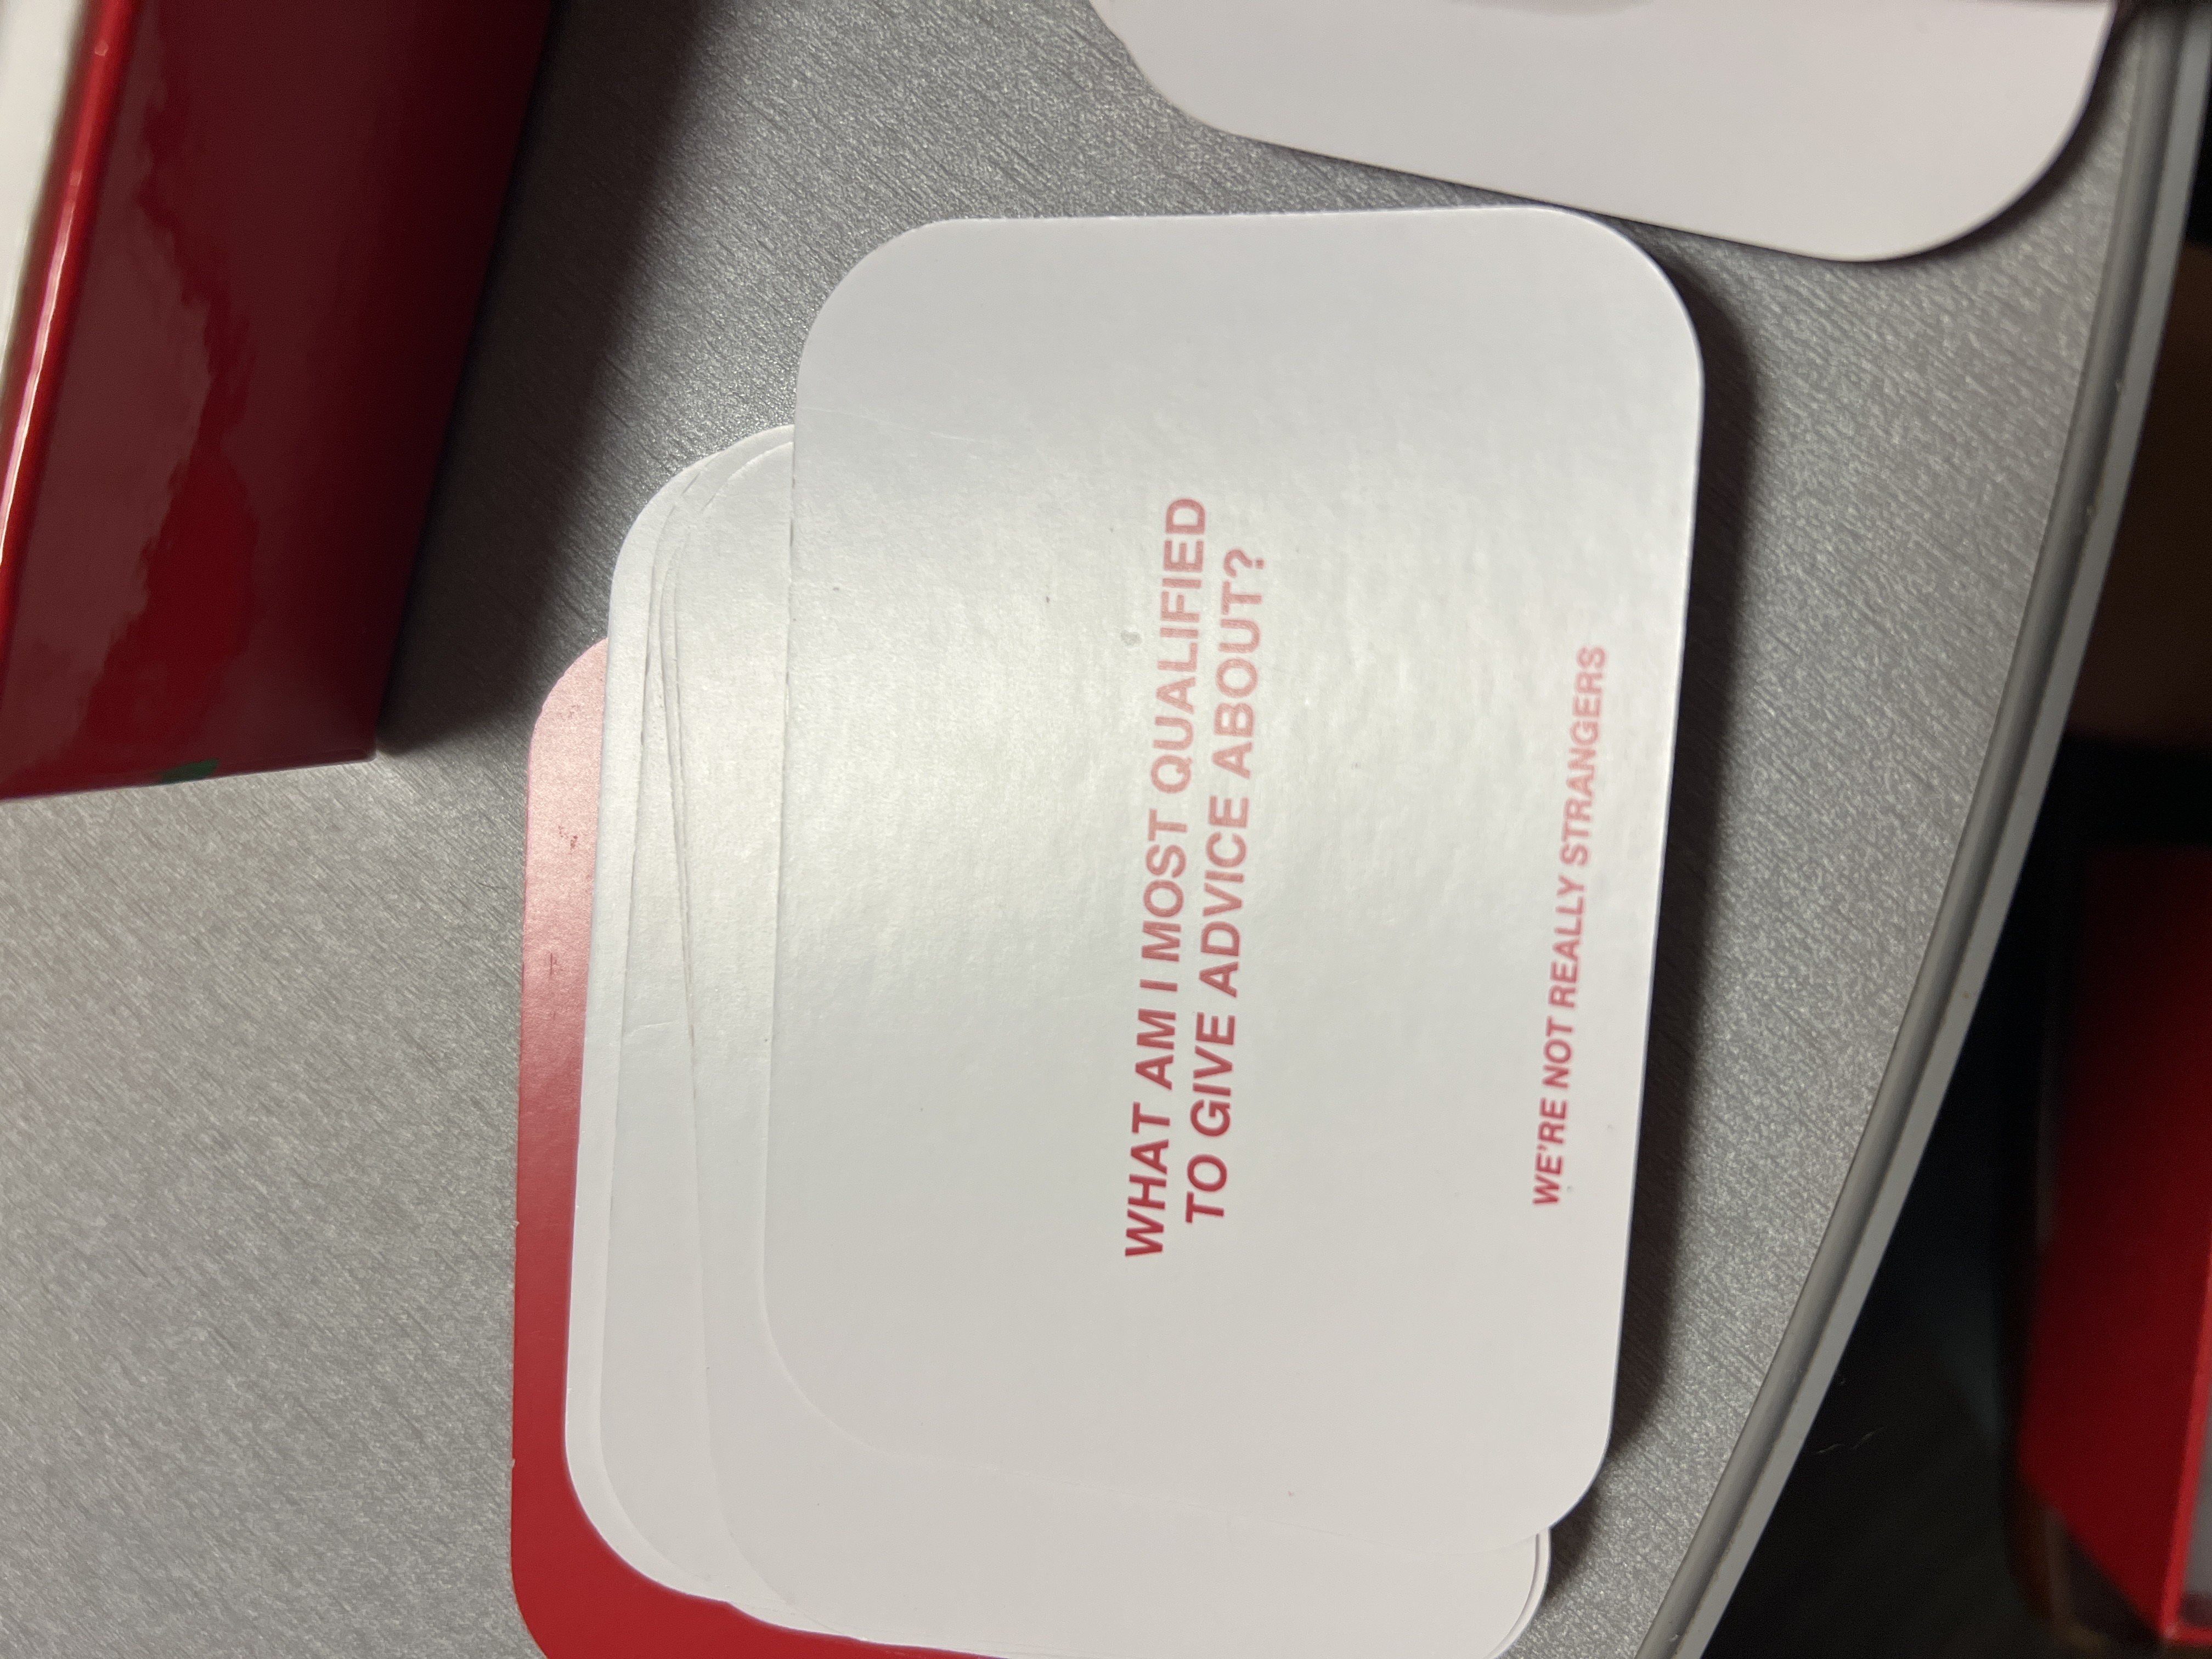 WHAT AM I MOST QUALIFIED
TO GIVE ADVICE ABOUT?
WE'RE NOT REALLY STRANGERS